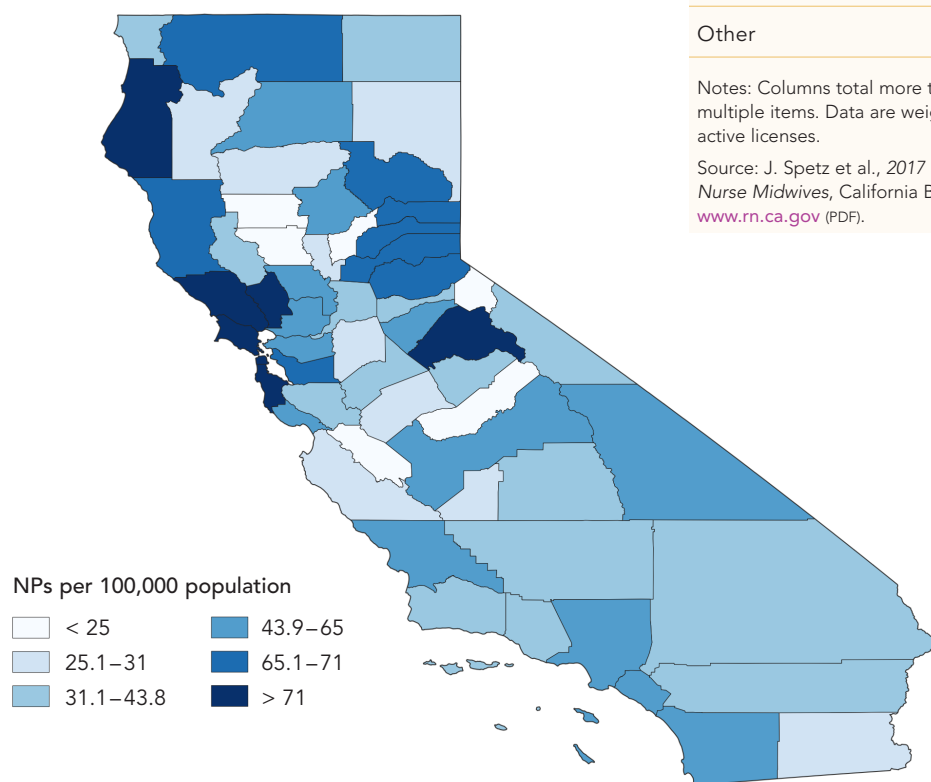 Other
Notes: Columns total more t
multiple items. Data are weig
active licenses.
Source: J. Spetz et al., 2017
Nurse Midwives, California B
www.rn.ca.gov (PDF).
NPs per 100,000 population
< 25
43.9–65
25.1–31
65.1–71
31.1–43.8
> 71